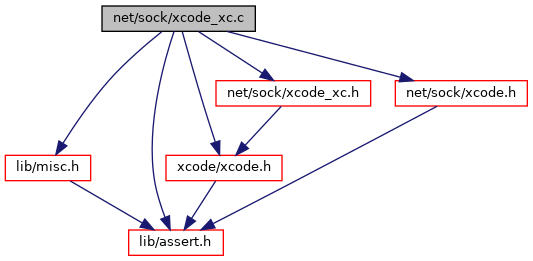 net/sock/xcode_xc.c
net/sock/xcode_xc.h
net/sock/xcode.h
lib/misc.h
xcode/xcode.h
lib/assert.h